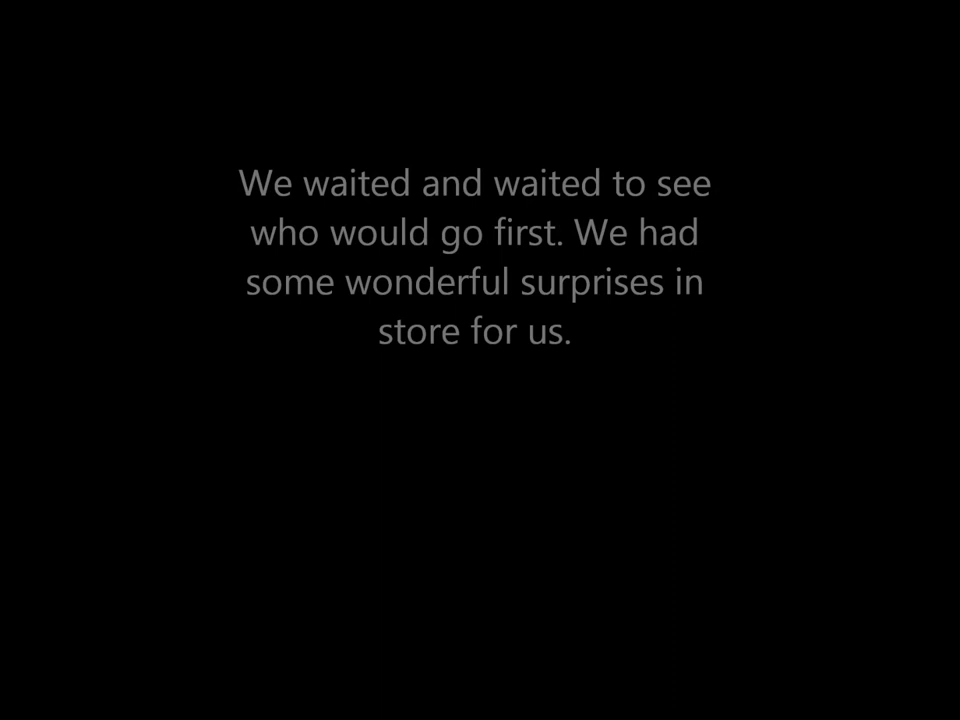 We waited and waited to see
who would go first. We had
some wonderful surprises in
store for us.